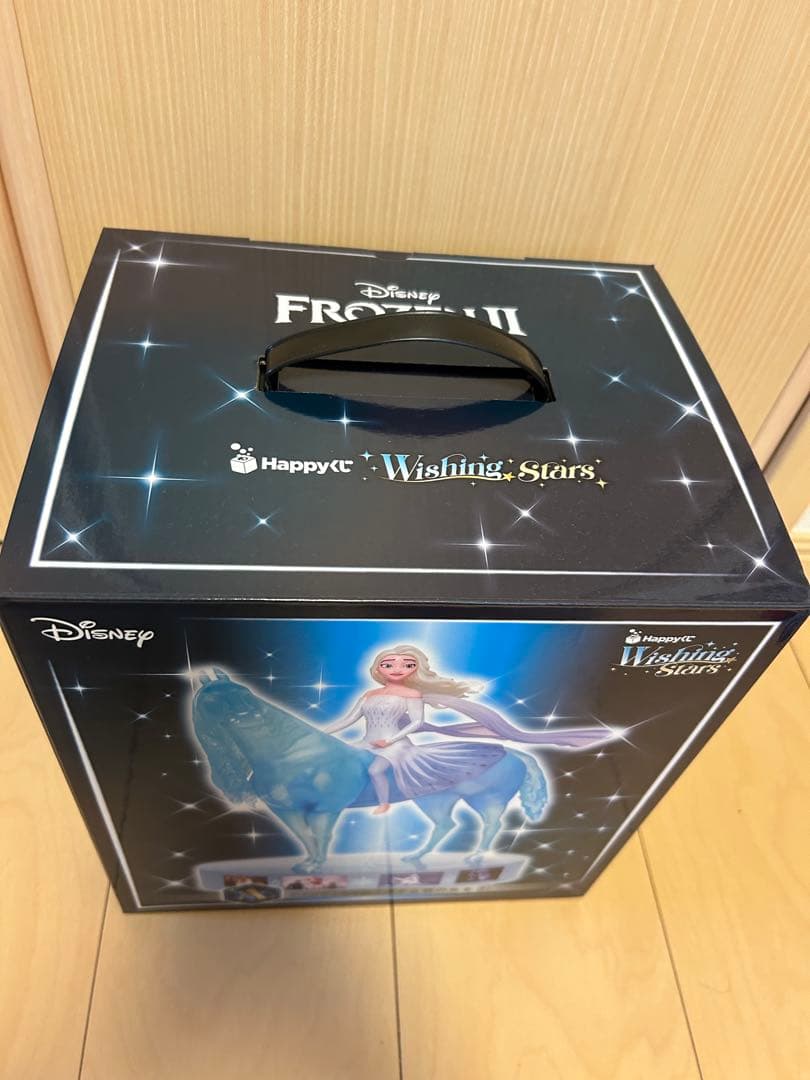 Disney
FROZEN II
Happyくじ Wishing Stars
Disney
Happyくじ
Wishing
Stars